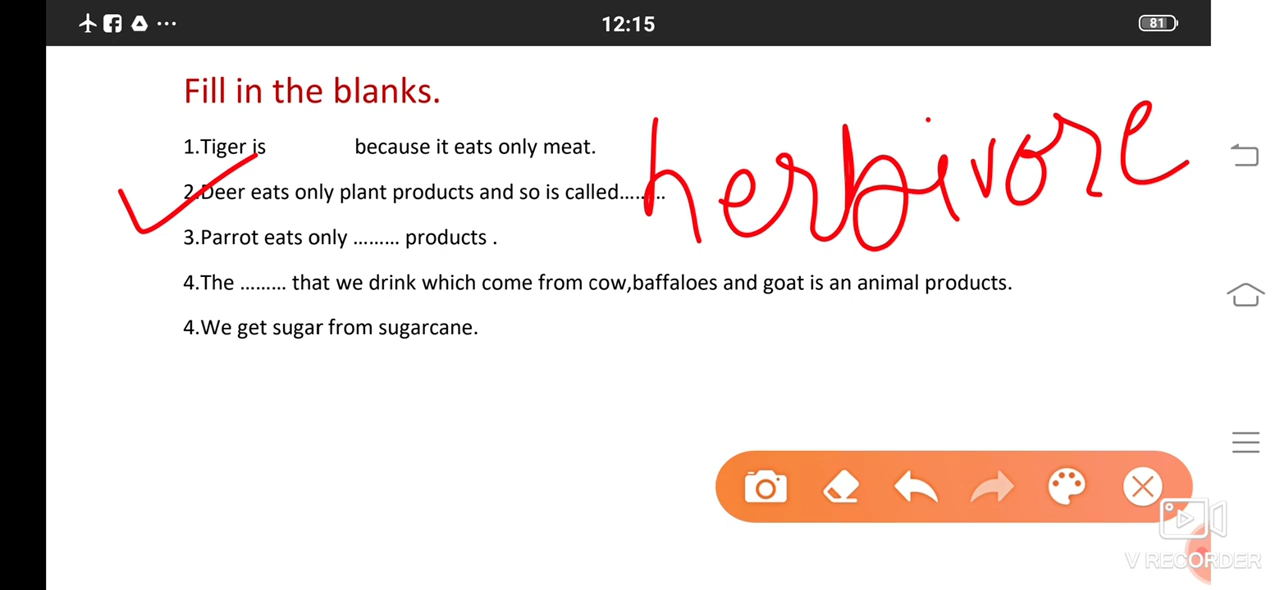 12:15
81
Fill in the blanks.
1.Tiger is because it eats only meat.
2.Deer eats only plant products and so is called......... herbivore
3.Parrot eats only ......... products .
4.The ......... that we drink which come from cow,baffaloes and goat is an animal products.
4.We get sugar from sugarcane.
V RECORDER